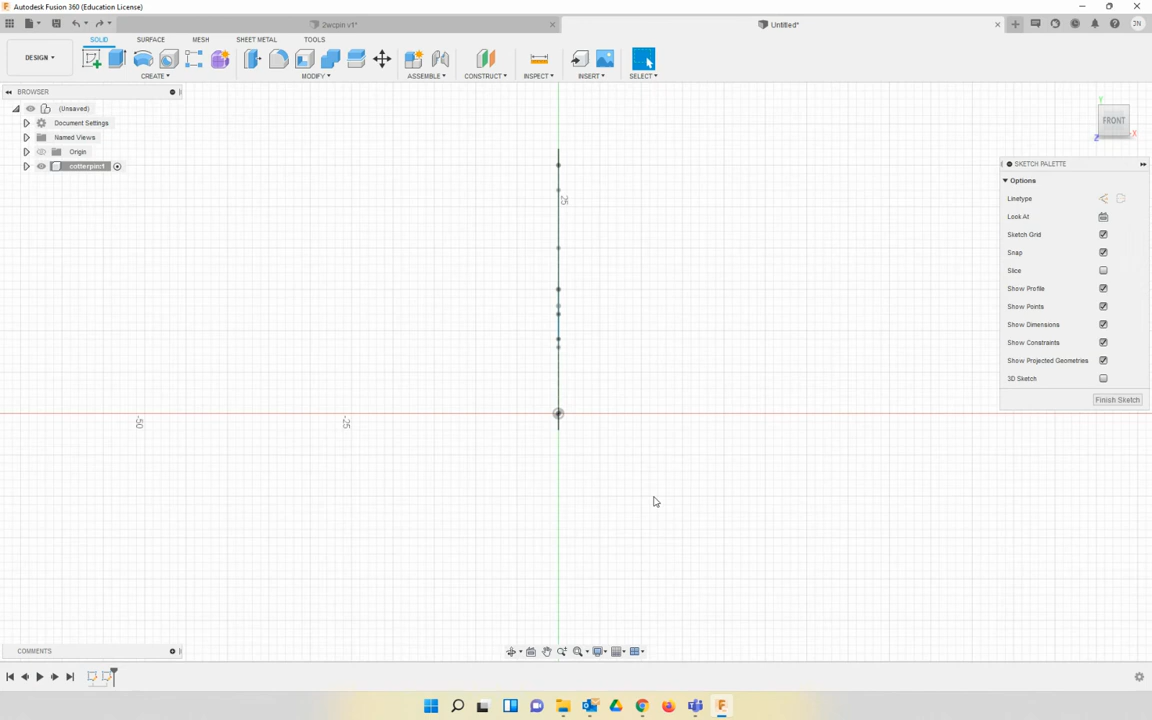 Autodesk Fusion 360 (Education License)
2wcpin v1*
Untitled*
JN
DESIGN
SOLID SURFACE MESH SHEET METAL TOOLS
CREATE MODIFY ASSEMBLE CONSTRUCT INSPECT INSERT SELECT
BROWSER
(Unsaved)
Document Settings
Named Views
Origin
cotterpin:1
Y
FRONT
X
Z
SKETCH PALETTE
Options
Linetype
Look At
Sketch Grid
Snap
Slice
Show Profile
Show Points
Show Dimensions
Show Constraints
Show Projected Geometries
3D Sketch
Finish Sketch
25
-50
-25
COMMENTS